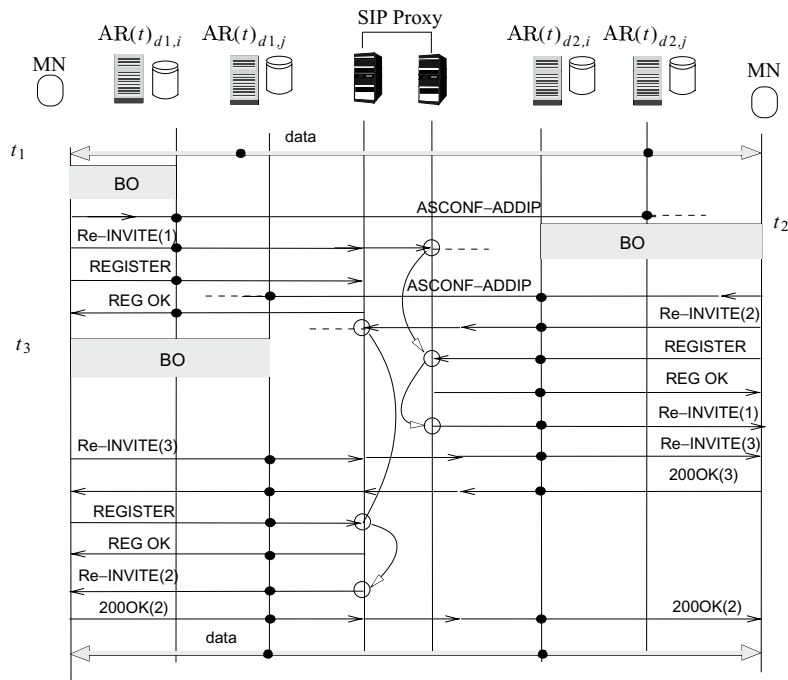 SIP Proxy
AR(t)d1,i AR(t)d1,j AR(t)d2,i AR(t)d2,j
MN MN
data
t1
BO
ASCONF–ADDIP
t2
Re–INVITE(1)
BO
REGISTER
ASCONF–ADDIP
REG OK
Re–INVITE(2)
t3
REGISTER
BO
REG OK
Re–INVITE(1)
Re–INVITE(3) Re–INVITE(3)
200OK(3)
REGISTER
REG OK
Re–INVITE(2)
200OK(2) 200OK(2)
data